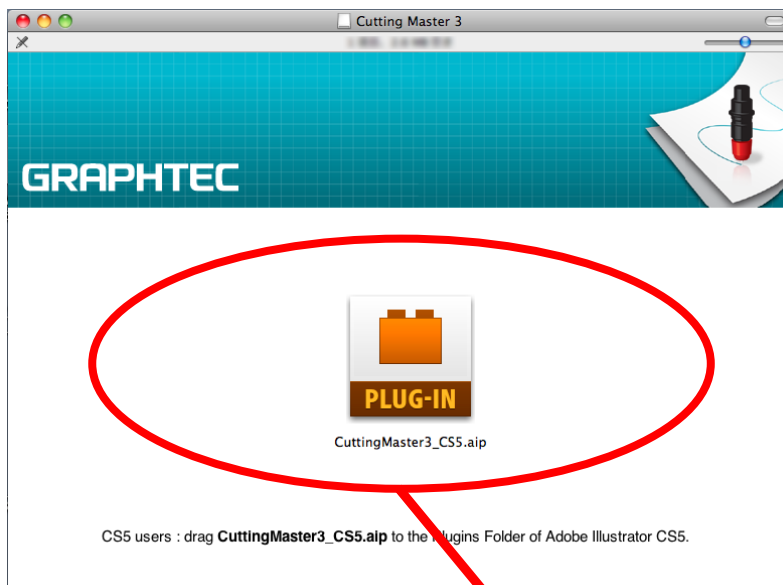 Cutting Master 3
GRAPHTEC
PLUG-IN
CuttingMaster3_CS5.aip
CS5 users : drag CuttingMaster3_CS5.aip to the Plugins Folder of Adobe Illustrator CS5.